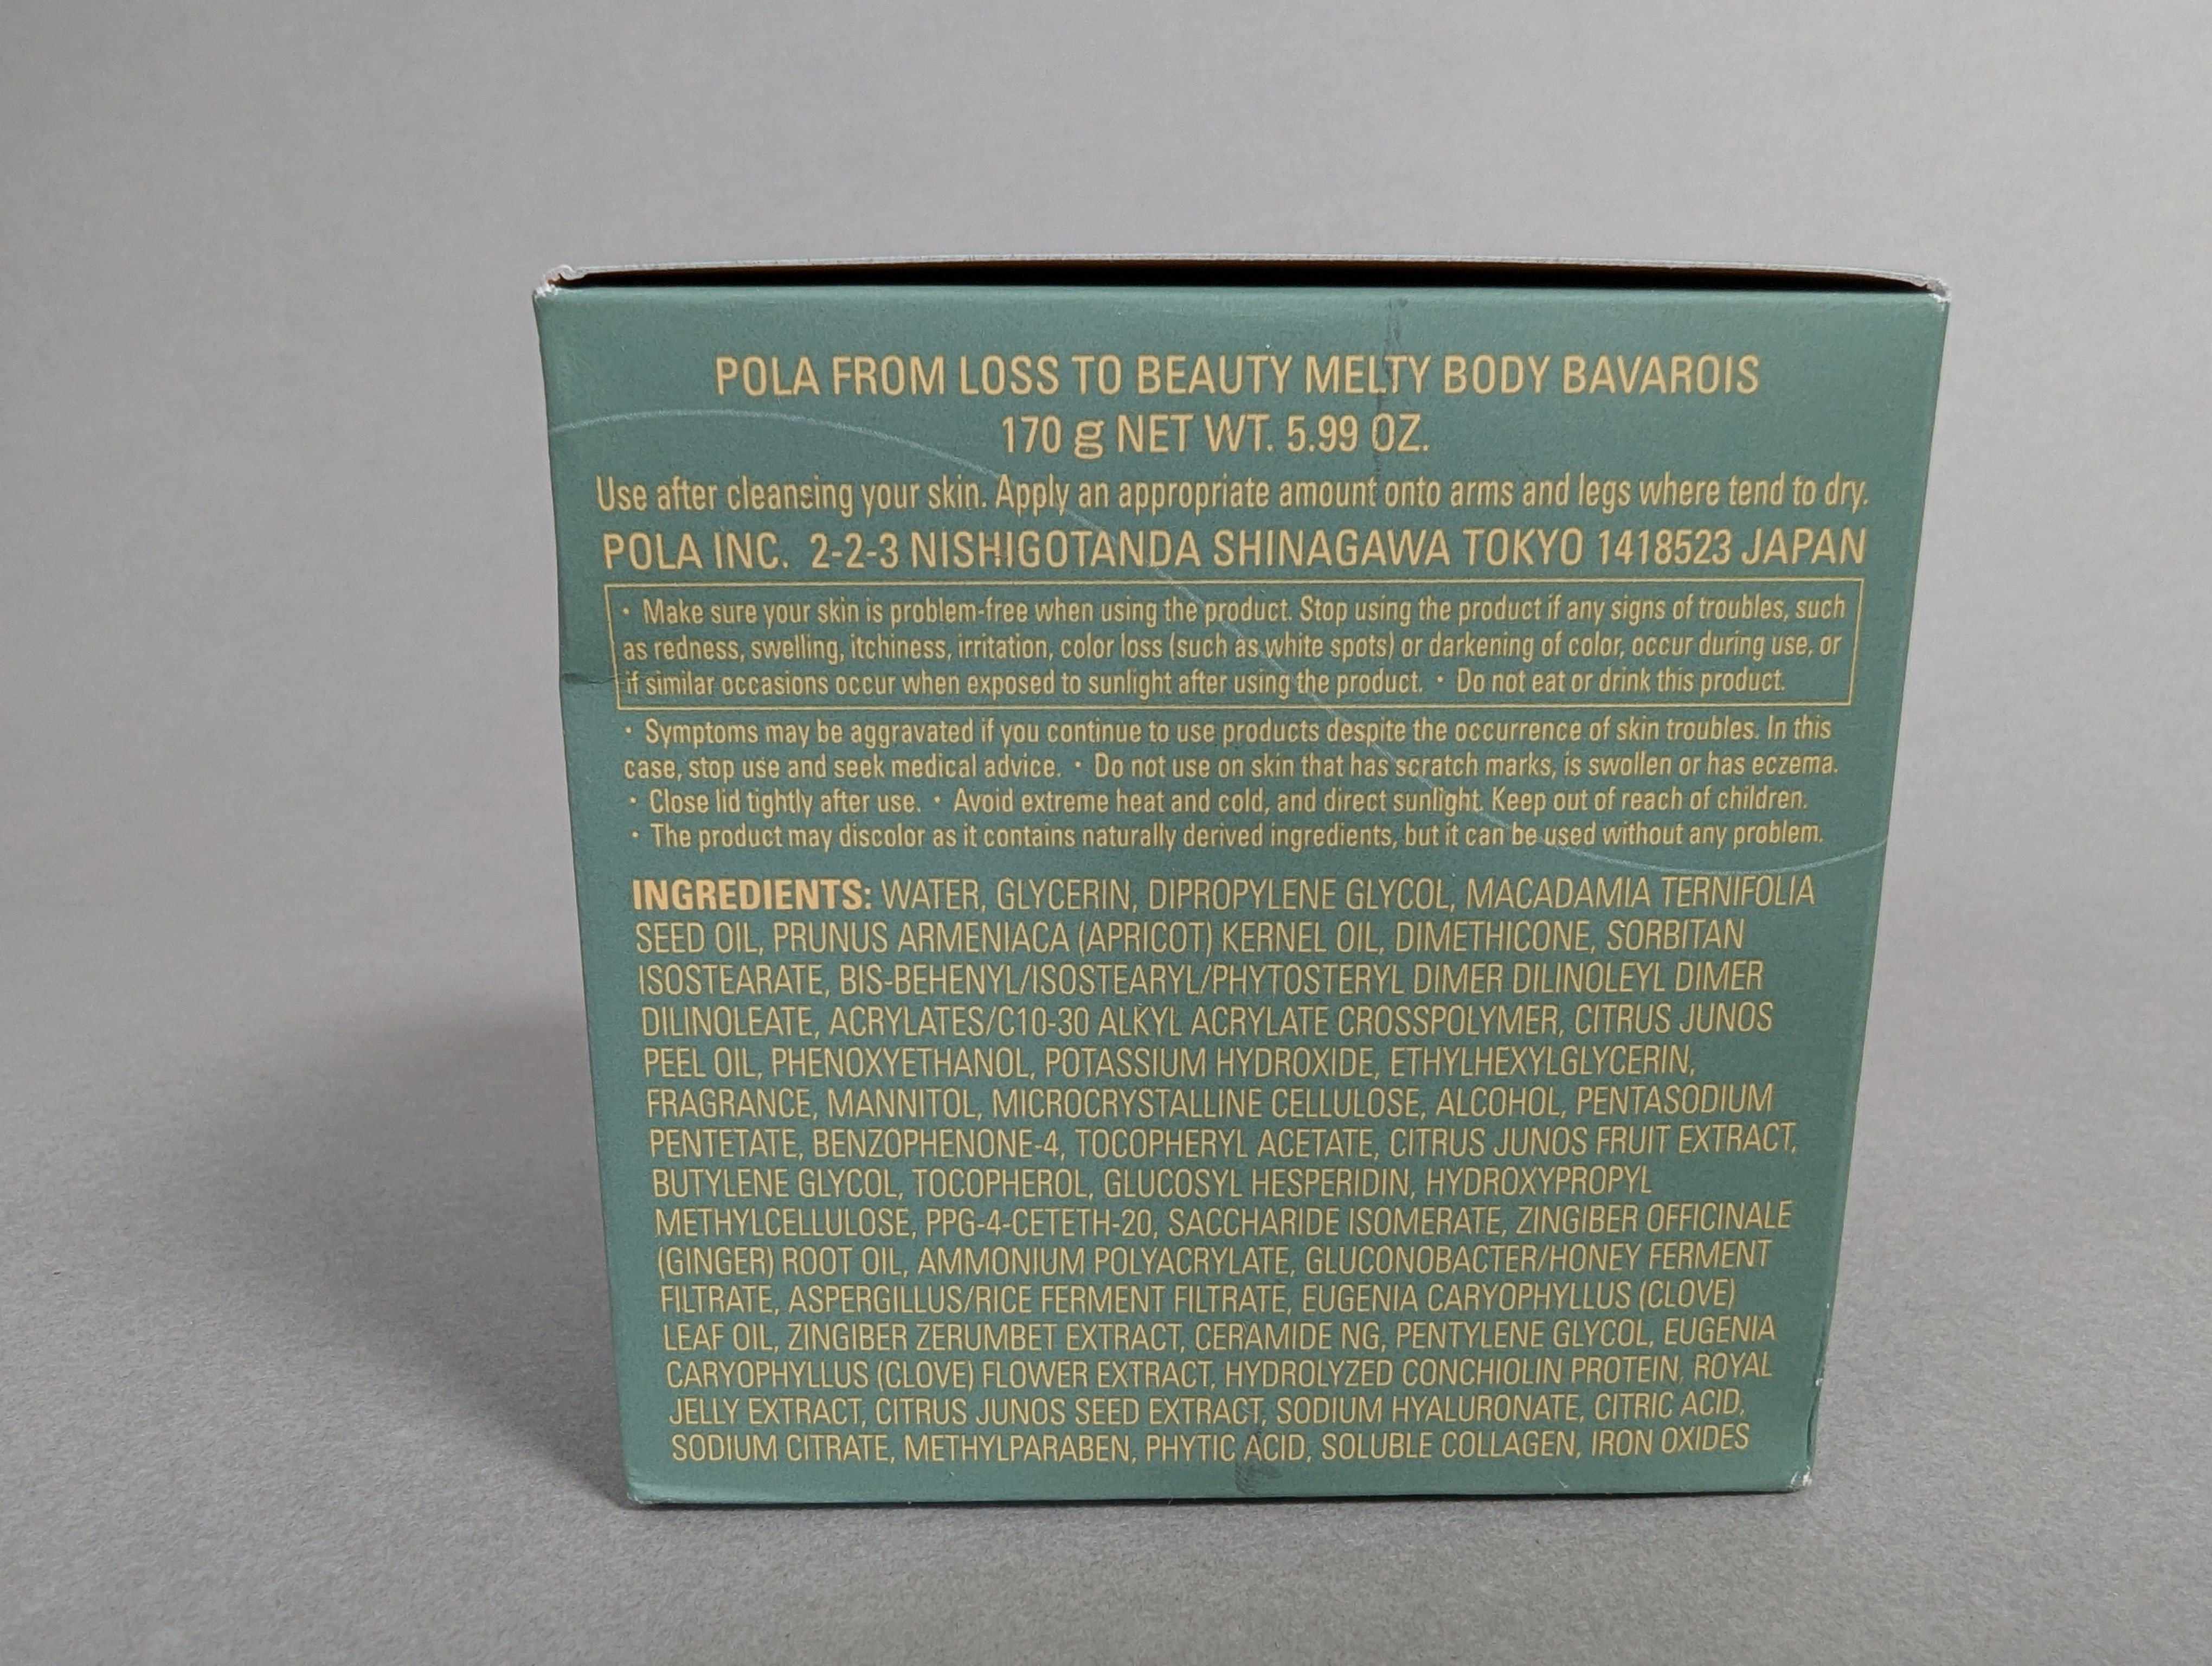 POLA FROM LOSS TO BEAUTY MELTY BODY BAVAROIS
170 g NET WT. 5.99 OZ.
Use after cleansing your skin. Apply an appropriate amount onto arms and legs where tend to dry.
POLA INC. 2-2-3 NISHIGOTANDA SHINAGAWA TOKYO 1418523 JAPAN
・ Make sure your skin is problem-free when using the product. Stop using the product if any signs of troubles, such
as redness, swelling, itchiness, irritation, color loss (such as white spots) or darkening of color, occur during use, or
if similar occasions occur when exposed to sunlight after using the product. ・ Do not eat or drink this product.
・ Symptoms may be aggravated if you continue to use products despite the occurrence of skin troubles. In this
case, stop use and seek medical advice. ・ Do not use on skin that has scratch marks, is swollen or has eczema.
・ Close lid tightly after use. ・ Avoid extreme heat and cold, and direct sunlight. Keep out of reach of children.
・ The product may discolor as it contains naturally derived ingredients, but it can be used without any problem.
INGREDIENTS: WATER, GLYCERIN, DIPROPYLENE GLYCOL, MACADAMIA TERNIFOLIA
SEED OIL, PRUNUS ARMENIACA (APRICOT) KERNEL OIL, DIMETHICONE, SORBITAN
ISOSTEARATE, BIS-BEHENYL/ISOSTEARYL/PHYTOSTERYL DIMER DILINOLEYL DIMER
DILINOLEATE, ACRYLATES/C10-30 ALKYL ACRYLATE CROSSPOLYMER, CITRUS JUNOS
PEEL OIL, PHENOXYETHANOL, POTASSIUM HYDROXIDE, ETHYLHEXYLGLYCERIN,
FRAGRANCE, MANNITOL, MICROCRYSTALLINE CELLULOSE, ALCOHOL, PENTASODIUM
PENTETATE, BENZOPHENONE-4, TOCOPHERYL ACETATE, CITRUS JUNOS FRUIT EXTRACT,
BUTYLENE GLYCOL, TOCOPHEROL, GLUCOSYL HESPERIDIN, HYDROXYPROPYL
METHYLCELLULOSE, PPG-4-CETETH-20, SACCHARIDE ISOMERATE, ZINGIBER OFFICINALE
(GINGER) ROOT OIL, AMMONIUM POLYACRYLATE, GLUCONOBACTER/HONEY FERMENT
FILTRATE, ASPERGILLUS/RICE FERMENT FILTRATE, EUGENIA CARYOPHYLLUS (CLOVE)
LEAF OIL, ZINGIBER ZERUMBET EXTRACT, CERAMIDE NG, PENTYLENE GLYCOL, EUGENIA
CARYOPHYLLUS (CLOVE) FLOWER EXTRACT, HYDROLYZED CONCHIOLIN PROTEIN, ROYAL
JELLY EXTRACT, CITRUS JUNOS SEED EXTRACT, SODIUM HYALURONATE, CITRIC ACID,
SODIUM CITRATE, METHYLPARABEN, PHYTIC ACID, SOLUBLE COLLAGEN, IRON OXIDES